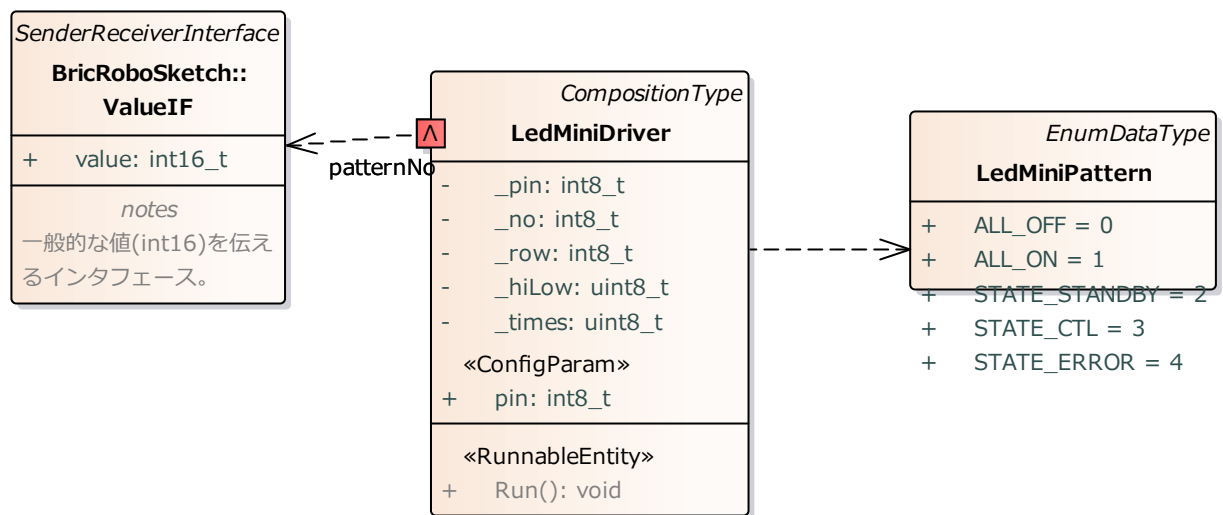 SenderReceiverInterface
BricRoboSketch::
ValueIF
+ value: int16_t
notes
一般的な値(int16)を伝え
るインタフェース。
patternNo
CompositionType
LedMiniDriver
- _pin: int8_t
- _no: int8_t
- _row: int8_t
- _hiLow: uint8_t
- _times: uint8_t
«ConfigParam»
+ pin: int8_t
«RunnableEntity»
+ Run(): void
EnumDataType
LedMiniPattern
+ ALL_OFF = 0
+ ALL_ON = 1
+ STATE_STANDBY = 2
+ STATE_CTL = 3
+ STATE_ERROR = 4